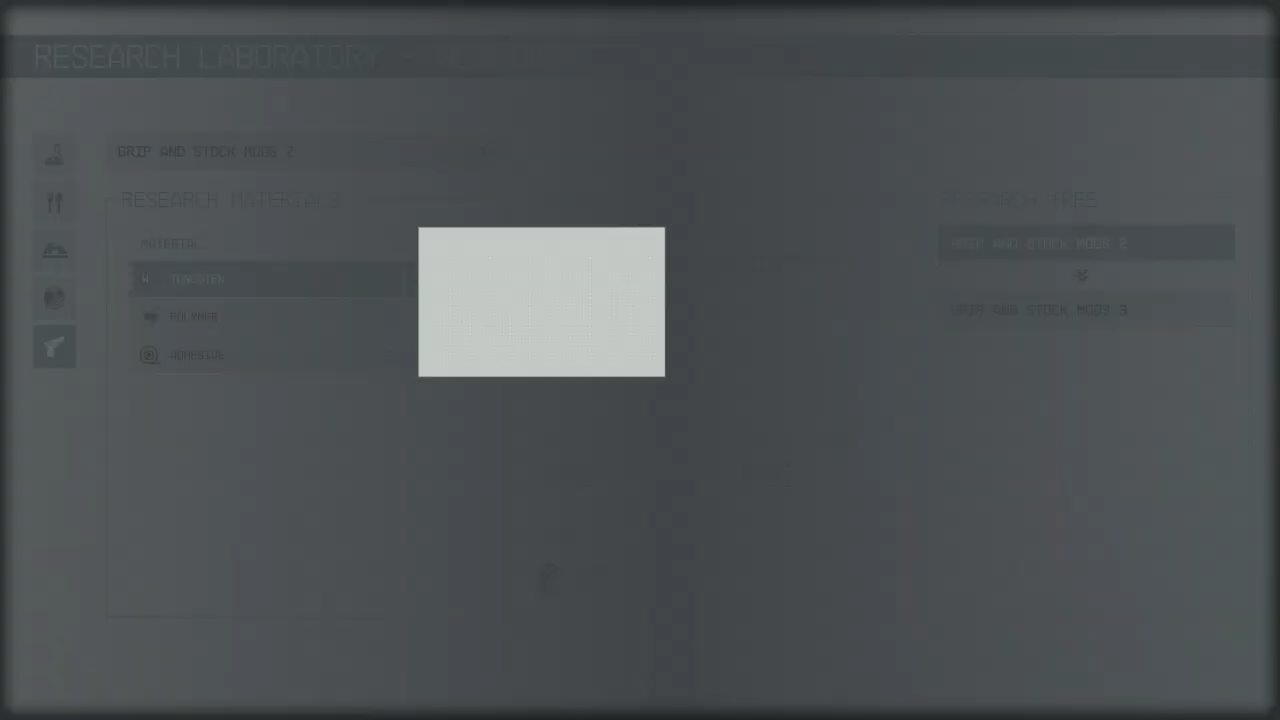 RESEARCH LABORATORY
GRIP AND STOCK MODS 2
RESEARCH MATERIALS
MATERIAL
W TUNGSTEN
POLYMER
ADHESIVE
RESEARCH TREE
GRIP AND STOCK MODS 2
GRIP AND STOCK MODS 3